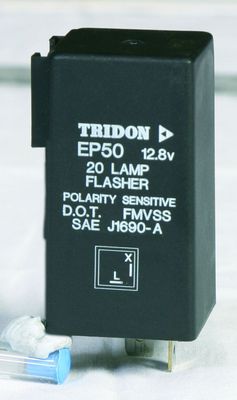 TRIDON
EP50 12.8v
20 LAMP
FLASHER
POLARITY SENSITIVE
D.O.T. FMVSS
SAE J1690-A
X
L